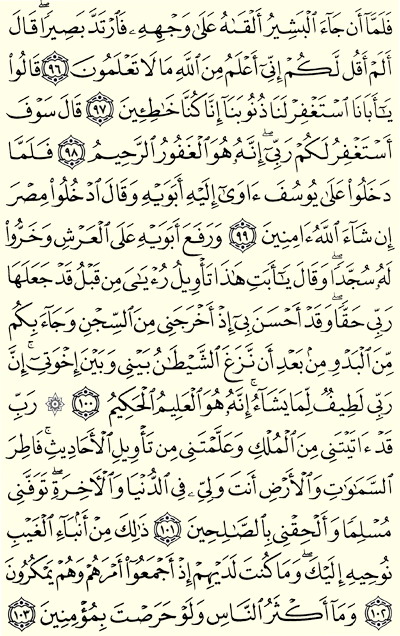 فَلَمَّآ أَن جَآءَ ٱلْبَشِيرُ أَلْقَىٰهُ عَلَىٰ وَجْهِهِۦ فَٱرْتَدَّ بَصِيرًا ۖ قَالَ
أَلَمْ أَقُل لَّكُمْ إِنِّىٓ أَعْلَمُ مِنَ ٱللَّهِ مَا لَا تَعْلَمُونَ ۝٩٦ قَالُوا۟
يَـٰٓأَبَانَا ٱسْتَغْفِرْ لَنَا ذُنُوبَنَآ إِنَّا كُنَّا خَـٰطِـِٔينَ ۝٩٧ قَالَ سَوْفَ
أَسْتَغْفِرُ لَكُمْ رَبِّىٓ ۖ إِنَّهُۥ هُوَ ٱلْغَفُورُ ٱلرَّحِيمُ ۝٩٨ فَلَمَّا
دَخَلُوا۟ عَلَىٰ يُوسُفَ ءَاوَىٰٓ إِلَيْهِ أَبَوَيْهِ وَقَالَ ٱدْخُلُوا۟ مِصْرَ
إِن شَآءَ ٱللَّهُ ءَامِنِينَ ۝٩٩ وَرَفَعَ أَبَوَيْهِ عَلَى ٱلْعَرْشِ وَخَرُّوا۟
لَهُۥ سُجَّدًا ۖ وَقَالَ يَـٰٓأَبَتِ هَـٰذَا تَأْوِيلُ رُءْيَـٰىَ مِن قَبْلُ قَدْ جَعَلَهَا
رَبِّى حَقًّا ۖ وَقَدْ أَحْسَنَ بِىٓ إِذْ أَخْرَجَنِى مِنَ ٱلسِّجْنِ وَجَآءَ بِكُم
مِّنَ ٱلْبَدْوِ مِنۢ بَعْدِ أَن نَّزَغَ ٱلشَّيْطَـٰنُ بَيْنِى وَبَيْنَ إِخْوَتِىٓ ۚ إِنَّ
رَبِّى لَطِيفٌ لِّمَا يَشَآءُ ۚ إِنَّهُۥ هُوَ ٱلْعَلِيمُ ٱلْحَكِيمُ ۝١٠٠ ۞ رَبِّ
قَدْ ءَاتَيْتَنِى مِنَ ٱلْمُلْكِ وَعَلَّمْتَنِى مِن تَأْوِيلِ ٱلْأَحَادِيثِ ۚ فَاطِرَ
ٱلسَّمَـٰوَٰتِ وَٱلْأَرْضِ أَنتَ وَلِىِّۦ فِى ٱلدُّنْيَا وَٱلْـَٔاخِرَةِ ۖ تَوَفَّنِى
مُسْلِمًا وَأَلْحِقْنِى بِٱلصَّـٰلِحِينَ ۝١٠١ ذَٰلِكَ مِنْ أَنۢبَآءِ ٱلْغَيْبِ
نُوحِيهِ إِلَيْكَ ۖ وَمَا كُنتَ لَدَيْهِمْ إِذْ أَجْمَعُوٓا۟ أَمْرَهُمْ وَهُمْ يَمْكُرُونَ
۝١٠٢ وَمَآ أَكْثَرُ ٱلنَّاسِ وَلَوْ حَرَصْتَ بِمُؤْمِنِينَ ۝١٠٣